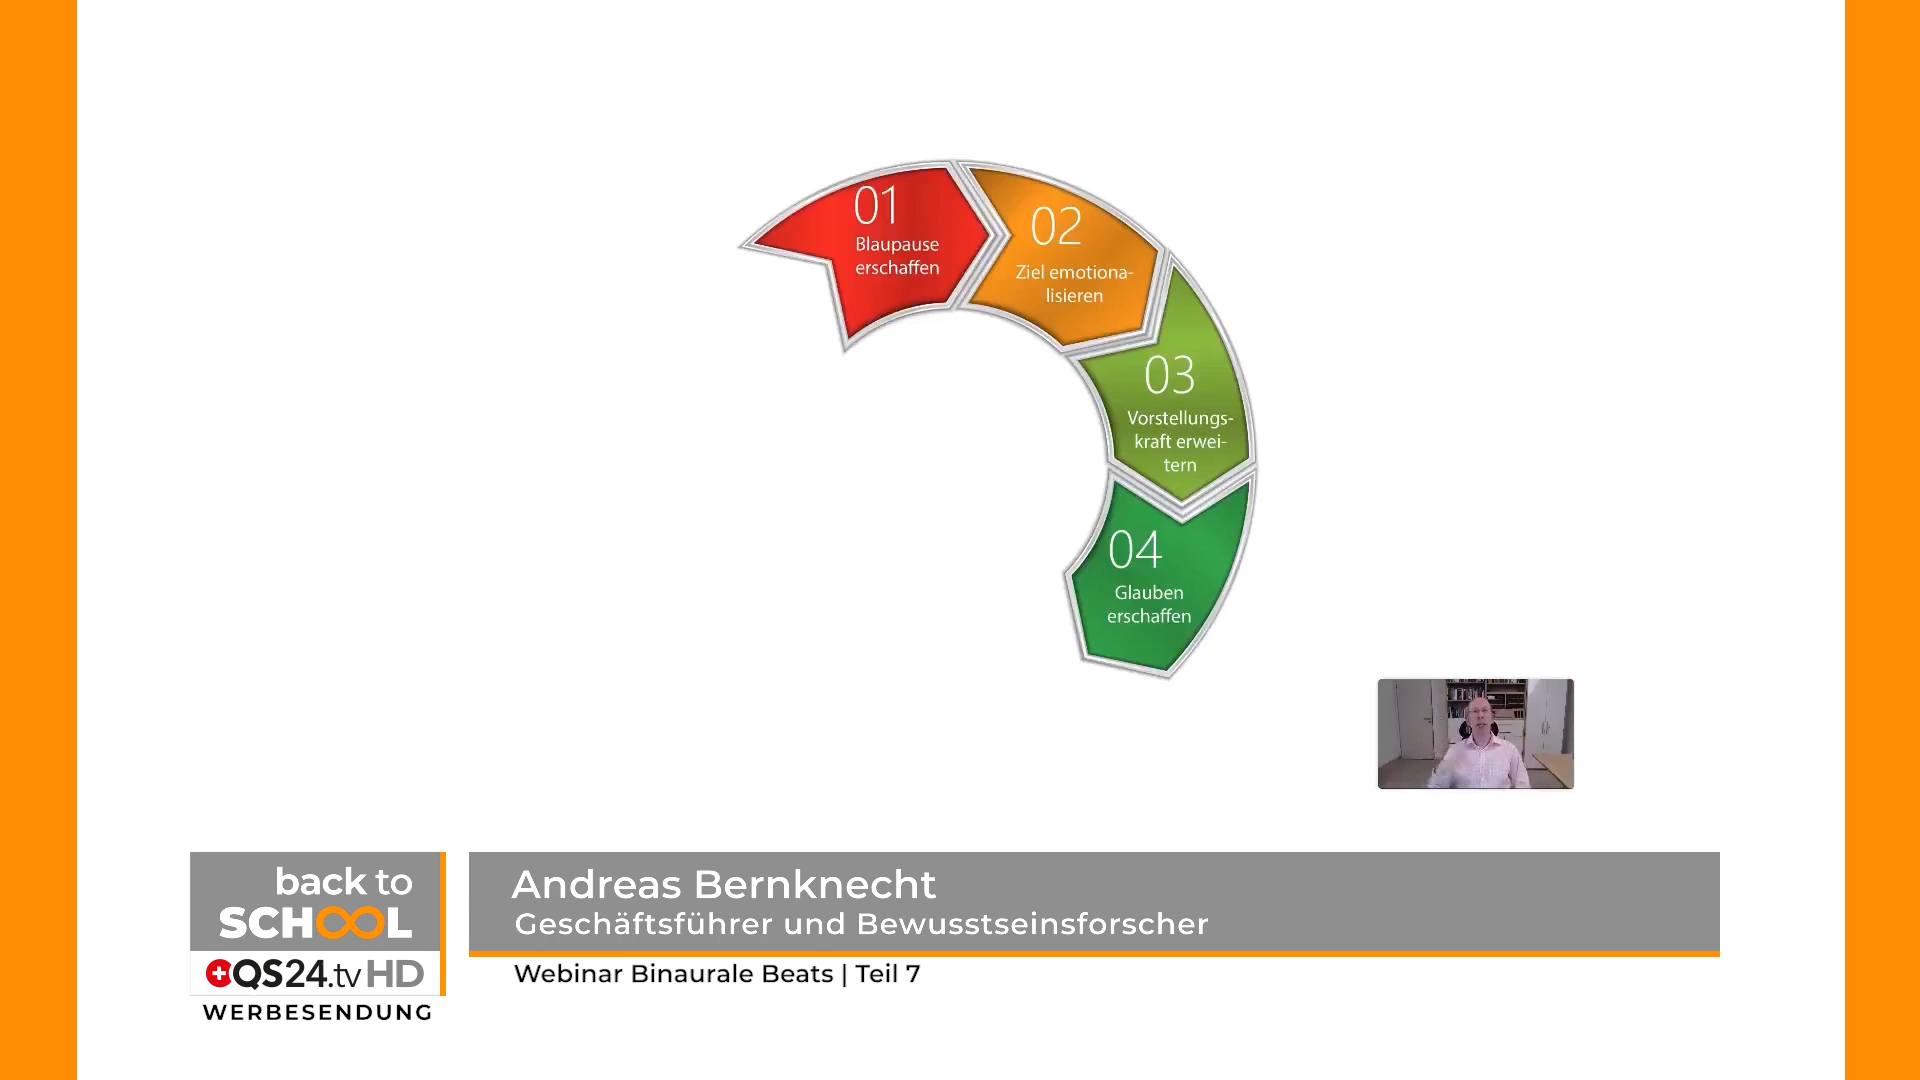 01
Blaupause
erschaffen
02
Ziel emotiona-
lisieren
03
Vorstellungs-
kraft erwei-
tern
04
Glauben
erschaffen
back to
SCHOOL
QS24.tv HD
WERBESENDUNG
Andreas Bernknecht
Geschäftsführer und Bewusstseinsforscher
Webinar Binaurale Beats | Teil 7